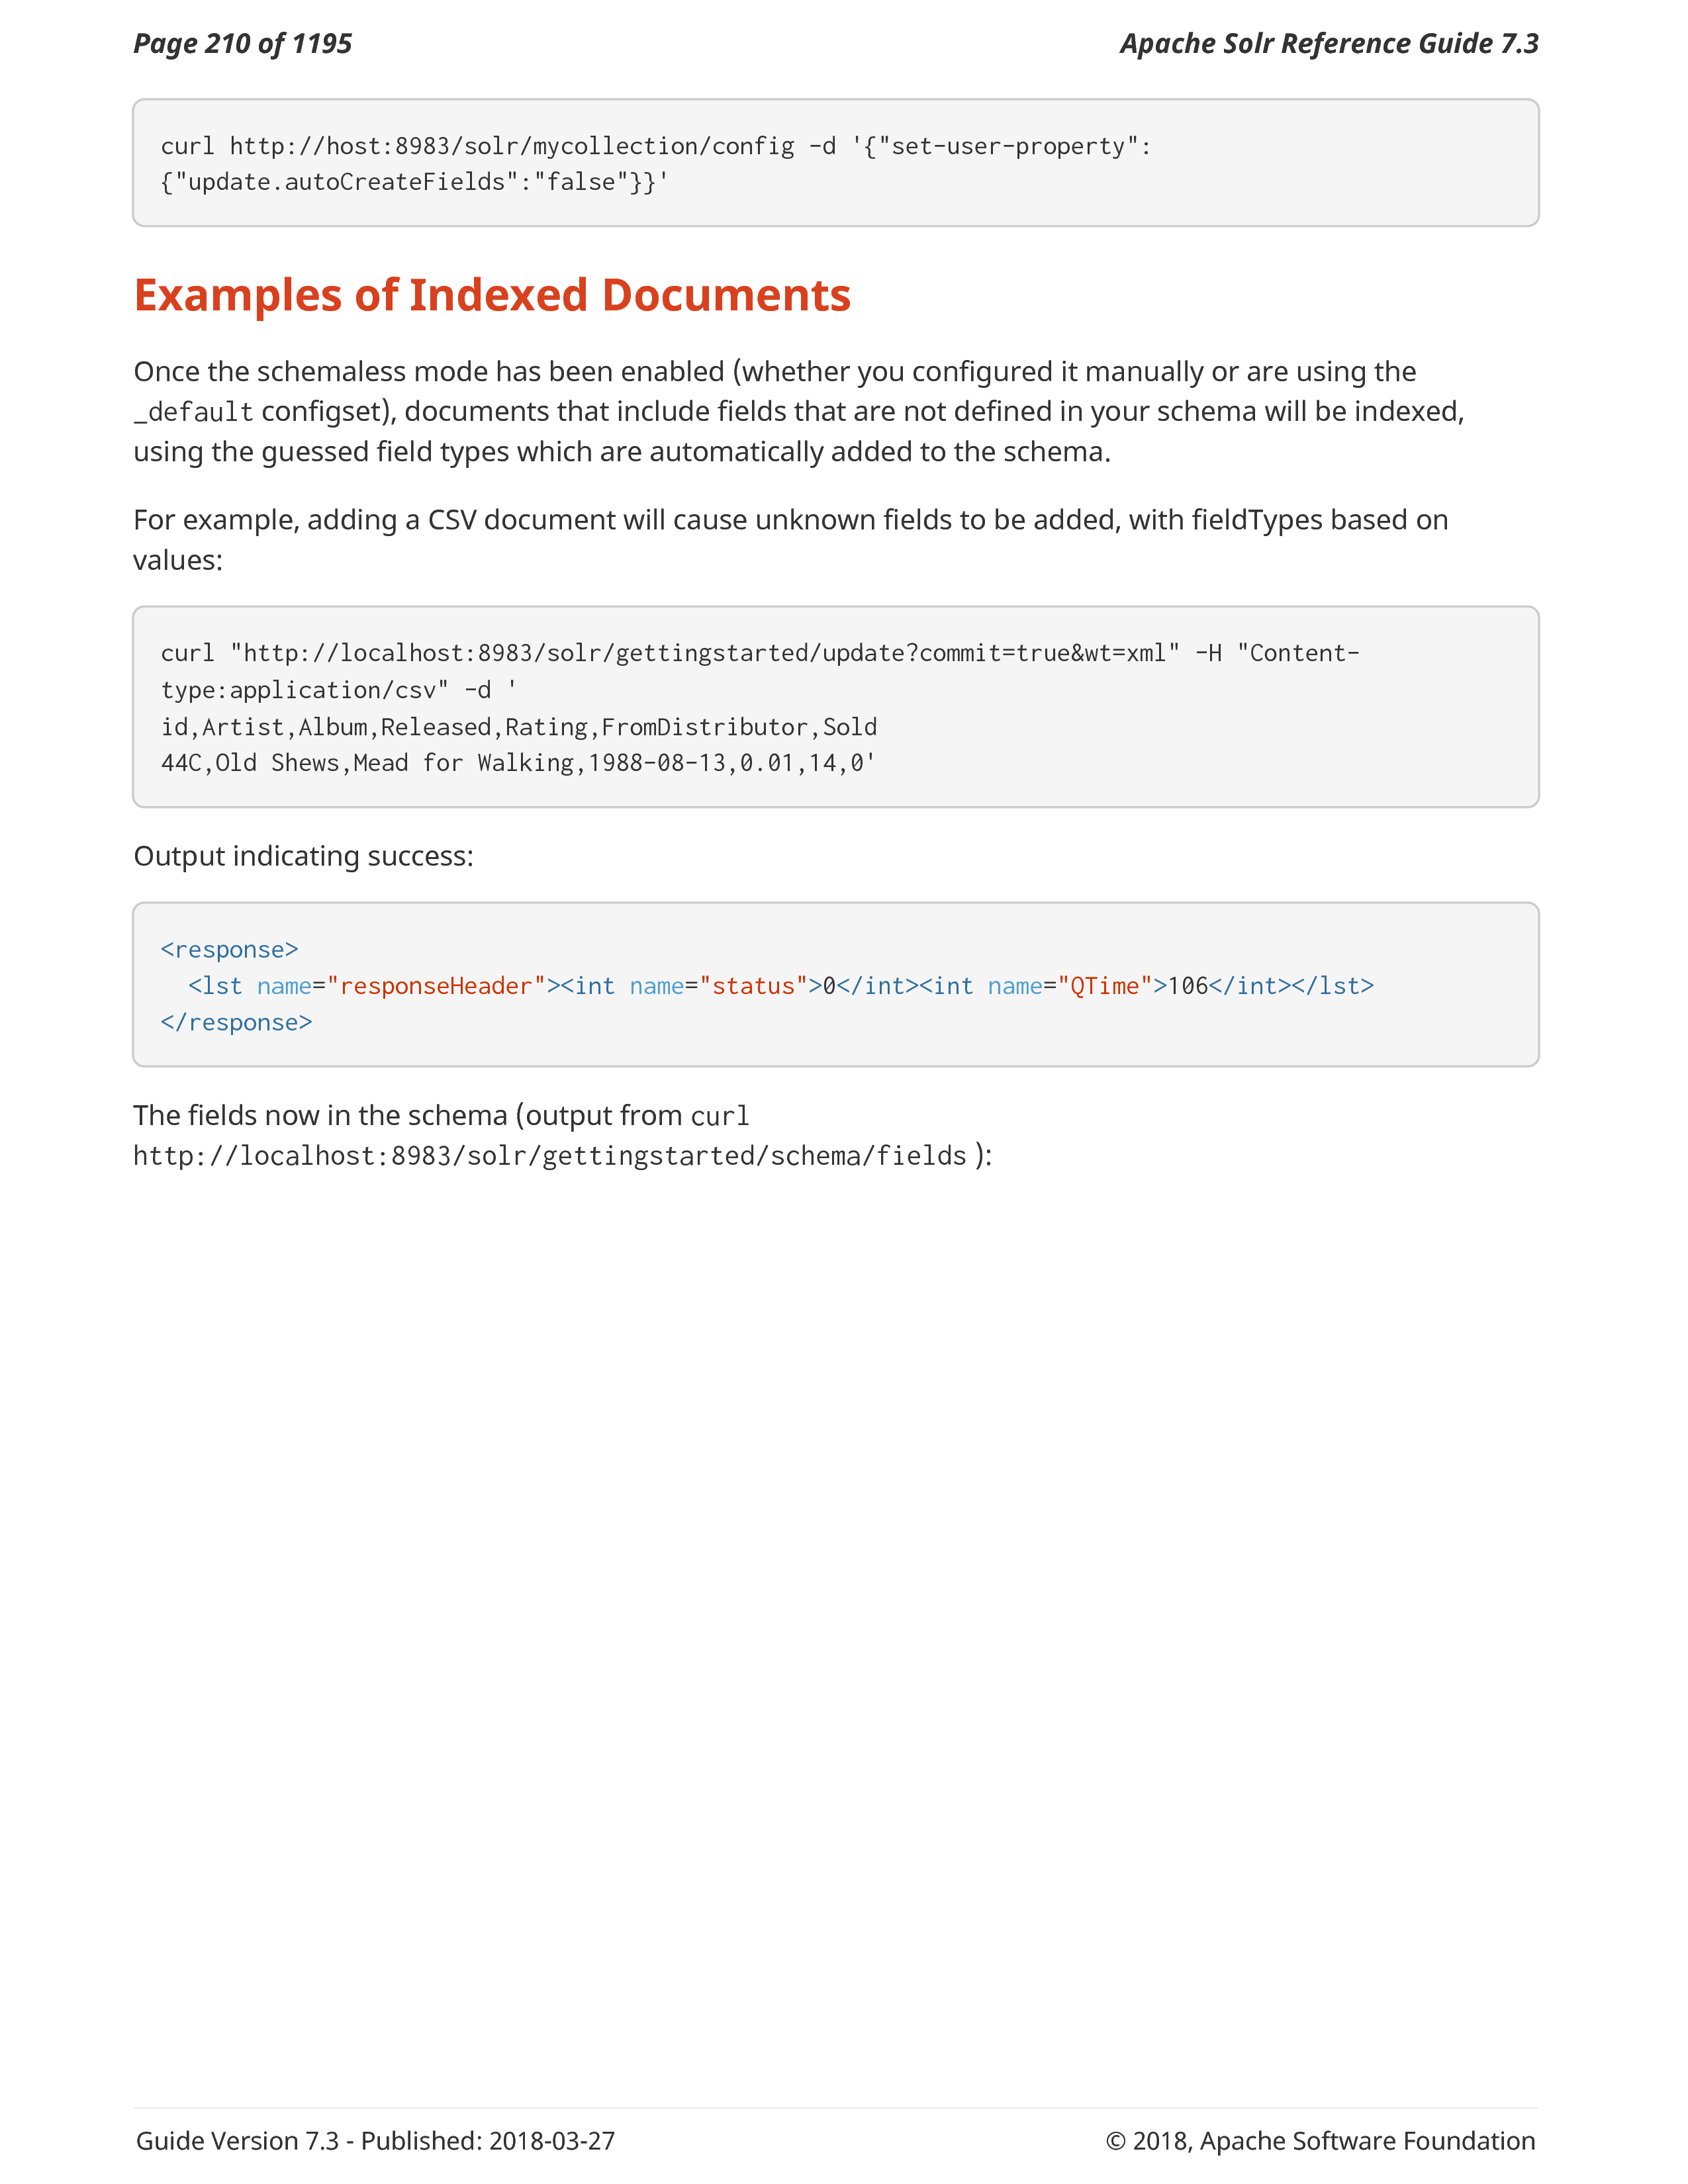 Page 210 of 1195
Apache Solr Reference Guide 7.3
curl http://host:8983/solr/mycollection/config -d '{"set-user-property":
{"update.autoCreateFields":"false"}}'
Examples of Indexed Documents
Once the schemaless mode has been enabled (whether you configured it manually or are using the
_default configset), documents that include fields that are not defined in your schema will be indexed,
using the guessed field types which are automatically added to the schema.
For example, adding a CSV document will cause unknown fields to be added, with fieldTypes based on
values:
curl "http://localhost:8983/solr/gettingstarted/update?commit=true&wt=xml" -H "Content-
type:application/csv" -d '
id,Artist,Album,Released,Rating,FromDistributor,Sold
44C,Old Shews,Mead for Walking,1988-08-13,0.01,14,0'
Output indicating success:
<response>
  <lst name="responseHeader"><int name="status">0</int><int name="QTime">106</int></lst>
</response>
The fields now in the schema (output from curl
http://localhost:8983/solr/gettingstarted/schema/fields ):
Guide Version 7.3 - Published: 2018-03-27
© 2018, Apache Software Foundation